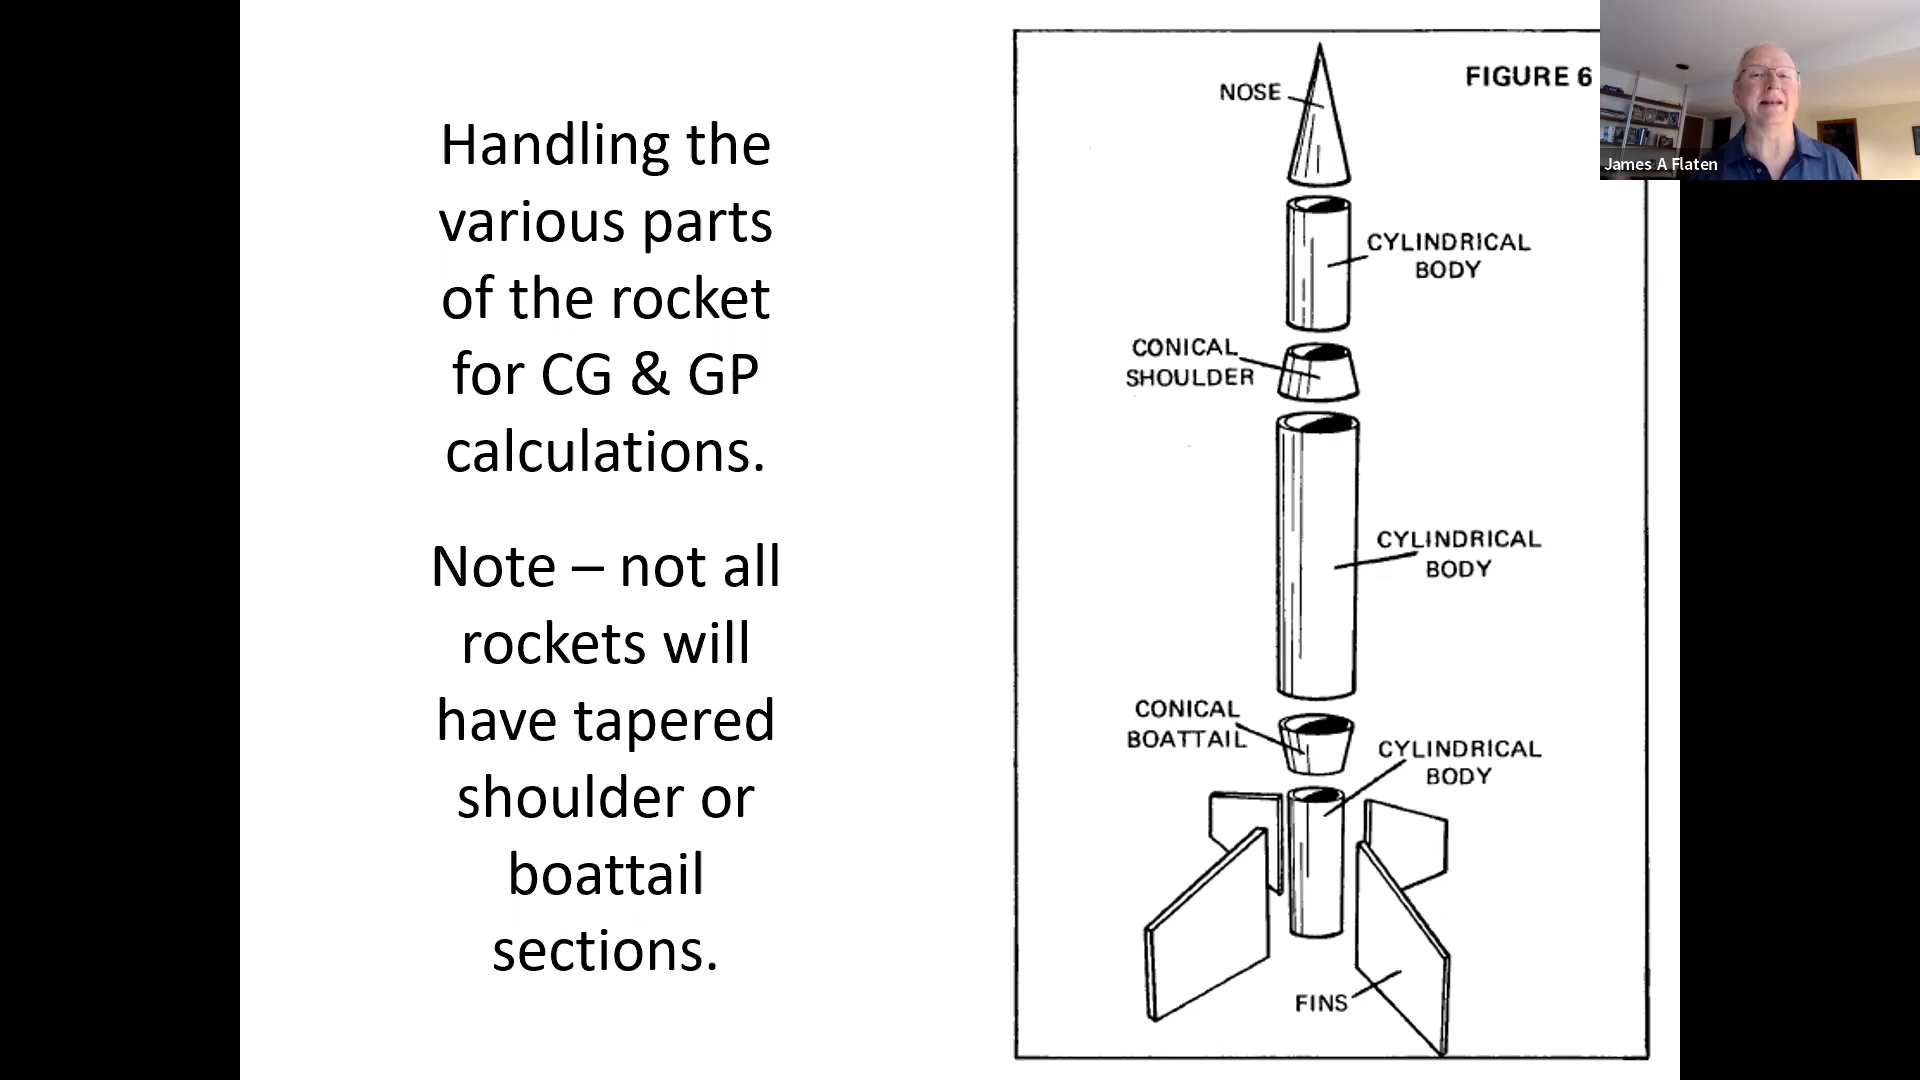 Handling the
various parts
of the rocket
for CG & GP
calculations.
Note – not all
rockets will
have tapered
shoulder or
boattail
sections.
FIGURE 6
NOSE
CYLINDRICAL
BODY
CONICAL
SHOULDER
CYLINDRICAL
BODY
CONICAL
BOATTAIL
CYLINDRICAL
BODY
FINS
James A Flaten